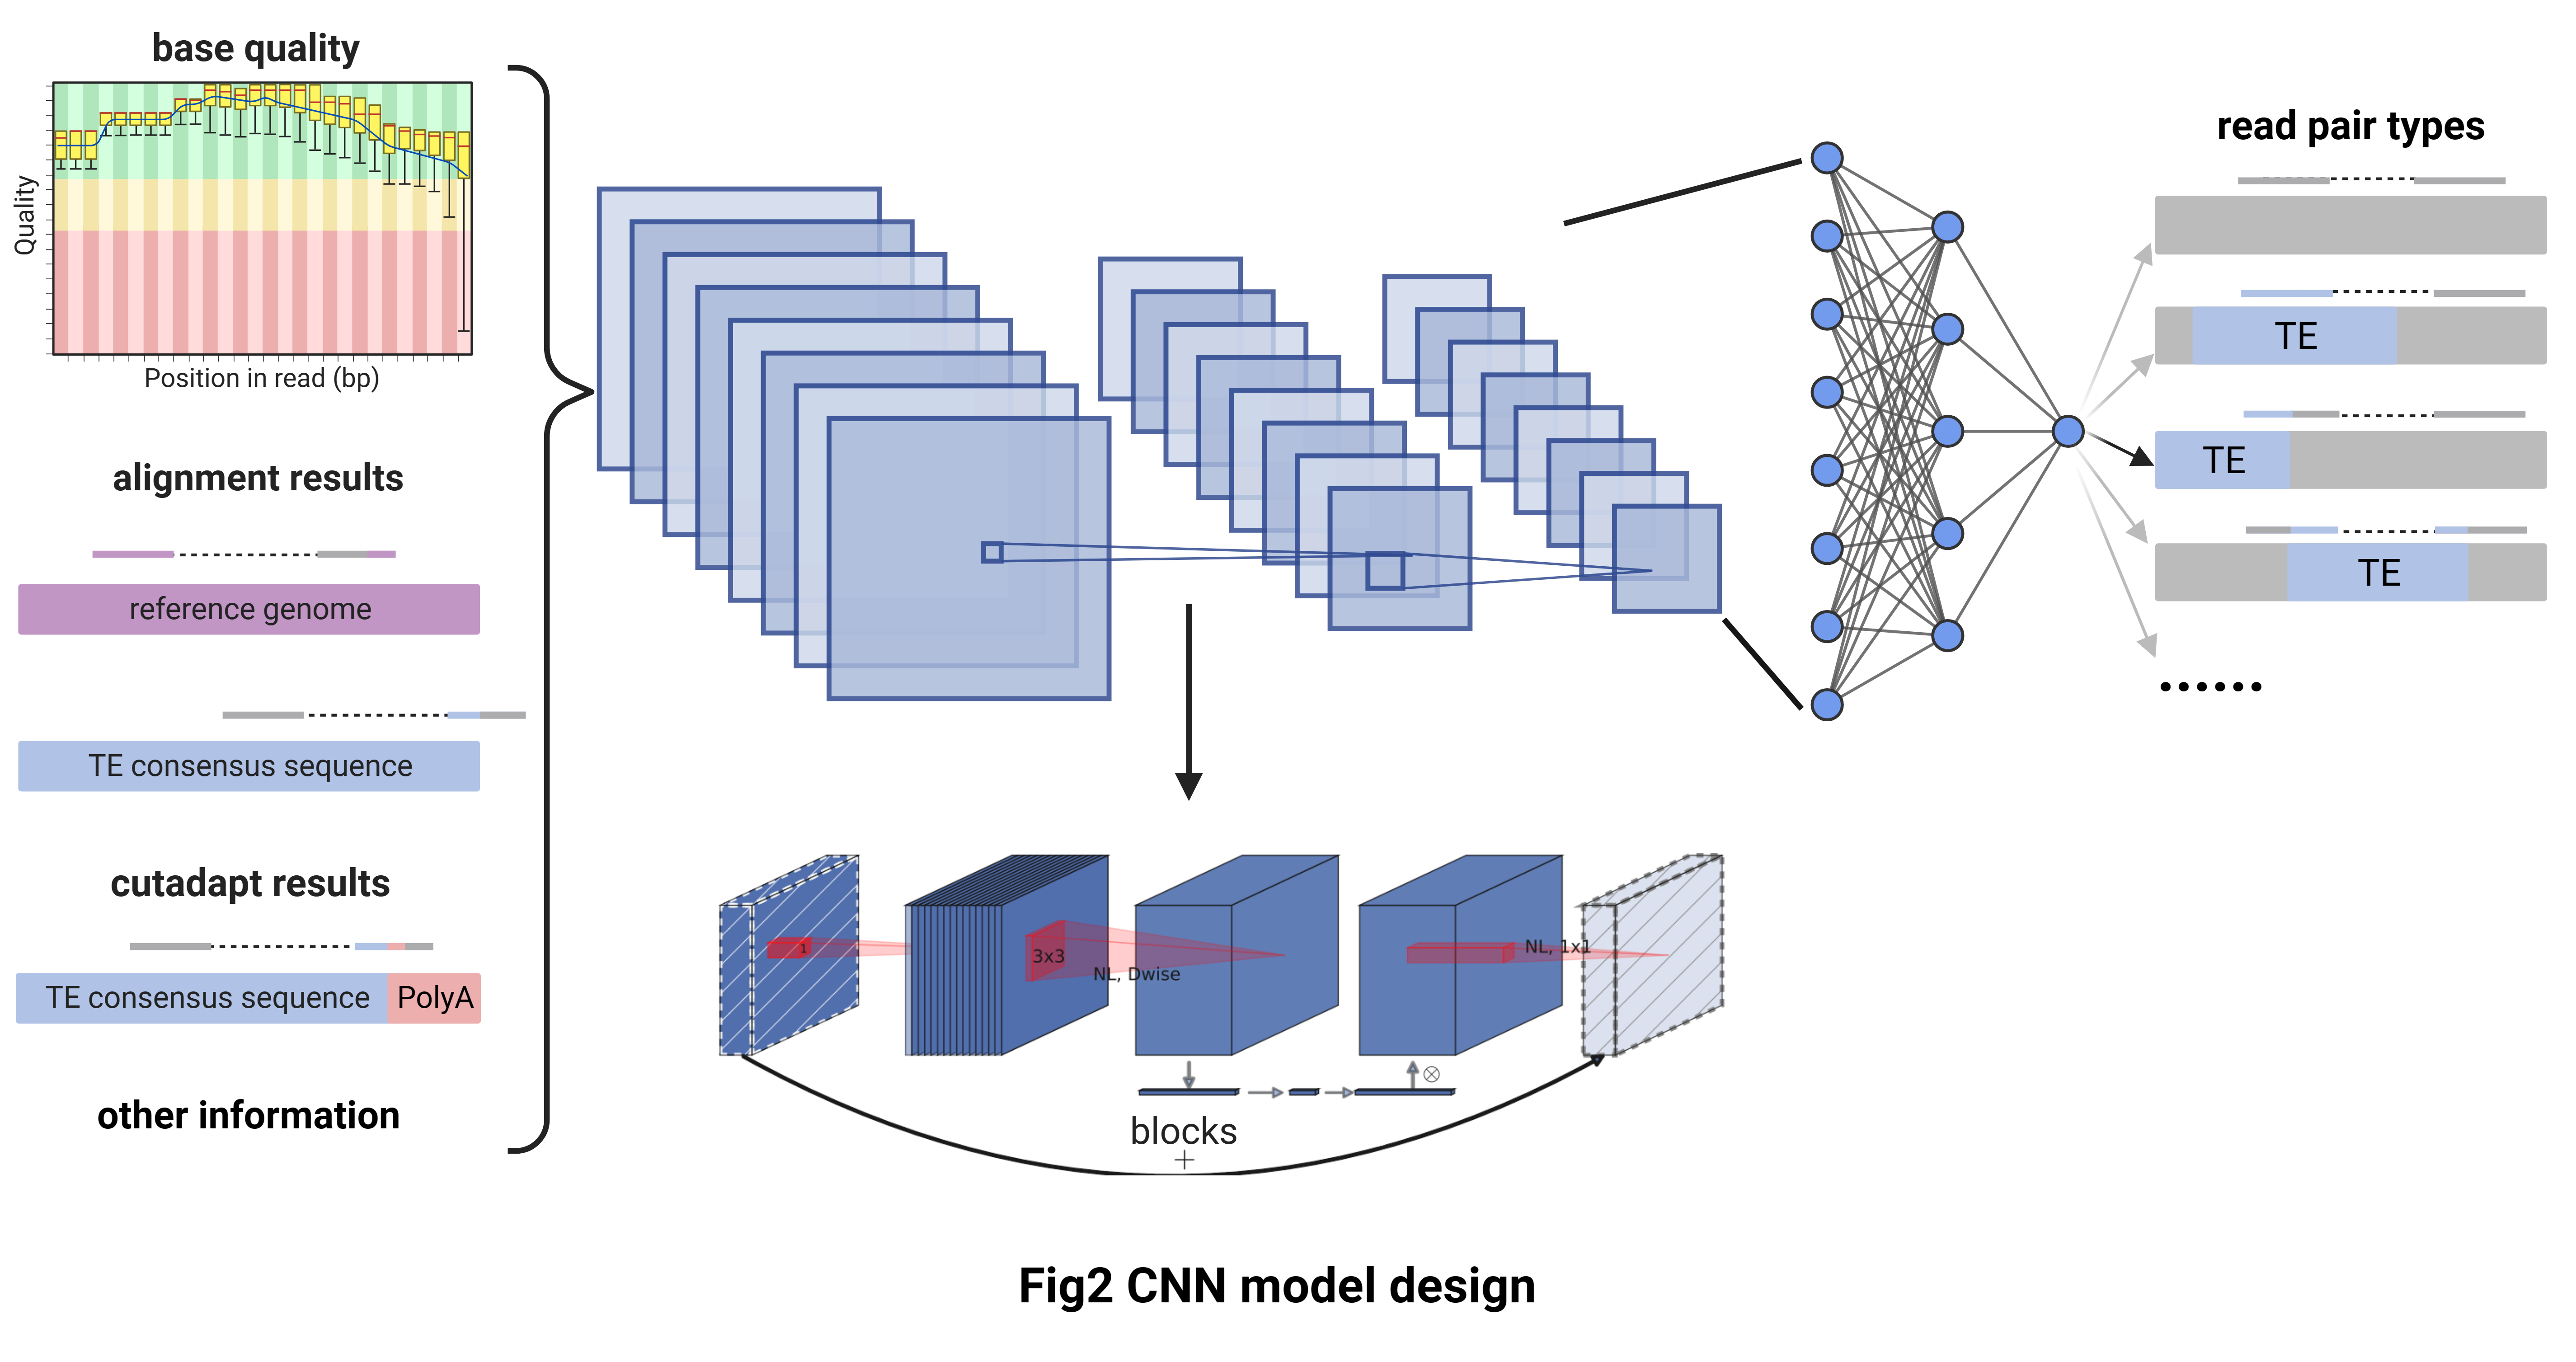 base quality
Quality
Position in read (bp)
alignment results
reference genome
TE consensus sequence
cutadapt results
TE consensus sequence PolyA
other information
1
3x3
NL, Dwise
NL, 1x1
blocks
+
read pair types
TE
TE
TE
......
Fig2 CNN model design